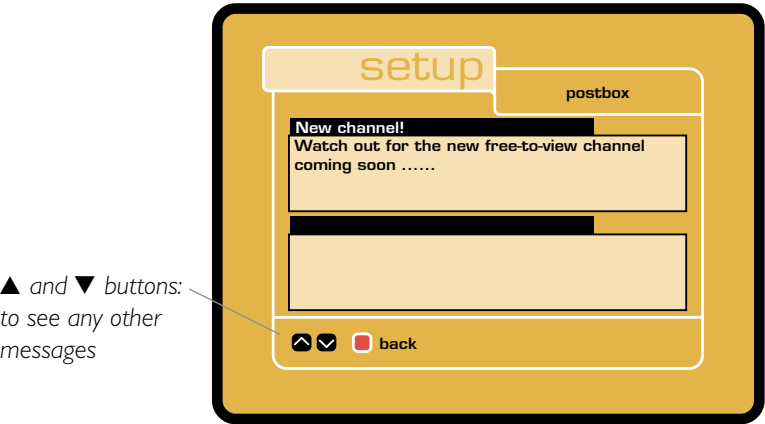 setup
postbox
New channel!
Watch out for the new free-to-view channel
coming soon ......
▲ and ▼ buttons:
to see any other
messages
back